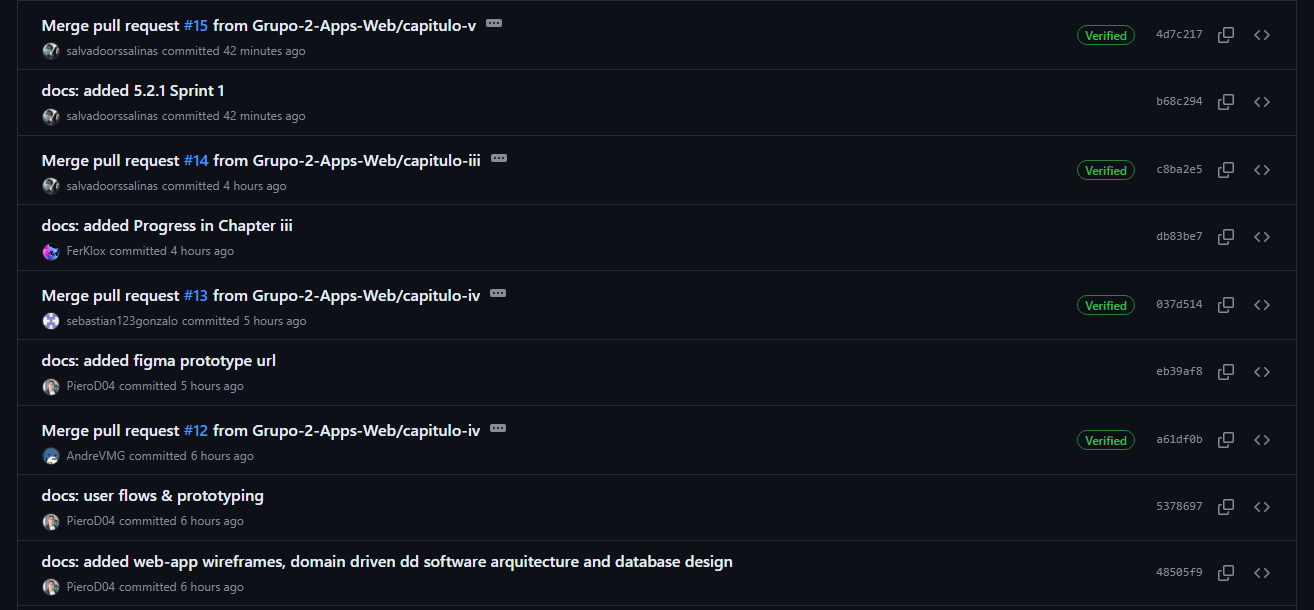 Merge pull request #15 from Grupo-2-Apps-Web/capitulo-v
salvadoorssalinas committed 42 minutes ago
Verified
4d7c217
docs: added 5.2.1 Sprint 1
salvadoorssalinas committed 42 minutes ago
b68c294
Merge pull request #14 from Grupo-2-Apps-Web/capitulo-iii
salvadoorssalinas committed 4 hours ago
Verified
c8ba2e5
docs: added Progress in Chapter iii
FerKlox committed 4 hours ago
db83be7
Merge pull request #13 from Grupo-2-Apps-Web/capitulo-iv
sebastian123gonzalo committed 5 hours ago
Verified
037d514
docs: added figma prototype url
PieroD04 committed 5 hours ago
eb39af8
Merge pull request #12 from Grupo-2-Apps-Web/capitulo-iv
AndreVMG committed 6 hours ago
Verified
a61df0b
docs: user flows & prototyping
PieroD04 committed 6 hours ago
5378697
docs: added web-app wireframes, domain driven dd software arquitecture and database design
PieroD04 committed 6 hours ago
48505f9